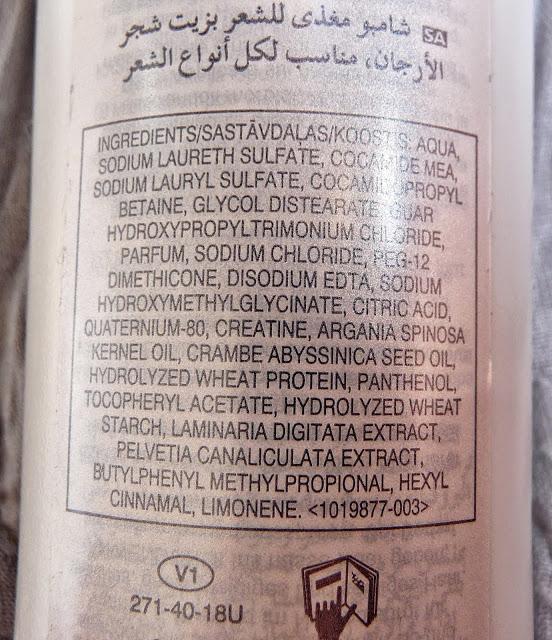 شامبو مغذى للشعر بزيت شجر SA
الأرجان، مناسب لكل أنواع الشعر
INGREDIENTS/SASTĀVDALAS/KOOSTIS: AQUA,
SODIUM LAURETH SULFATE, COCAMIDE MEA,
SODIUM LAURYL SULFATE, COCAMIDOPROPYL
BETAINE, GLYCOL DISTEARATE, GUAR
HYDROXYPROPYLTRIMONIUM CHLORIDE,
PARFUM, SODIUM CHLORIDE, PEG-12
DIMETHICONE, DISODIUM EDTA, SODIUM
HYDROXYMETHYLGLYCINATE, CITRIC ACID,
QUATERNIUM-80, CREATINE, ARGANIA SPINOSA
KERNEL OIL, CRAMBE ABYSSINICA SEED OIL,
HYDROLYZED WHEAT PROTEIN, PANTHENOL,
TOCOPHERYL ACETATE, HYDROLYZED WHEAT
STARCH, LAMINARIA DIGITATA EXTRACT,
PELVETIA CANALICULATA EXTRACT,
BUTYLPHENYL METHYLPROPIONAL, HEXYL
CINNAMAL, LIMONENE. <1019877-003>
V1
271-40-18U